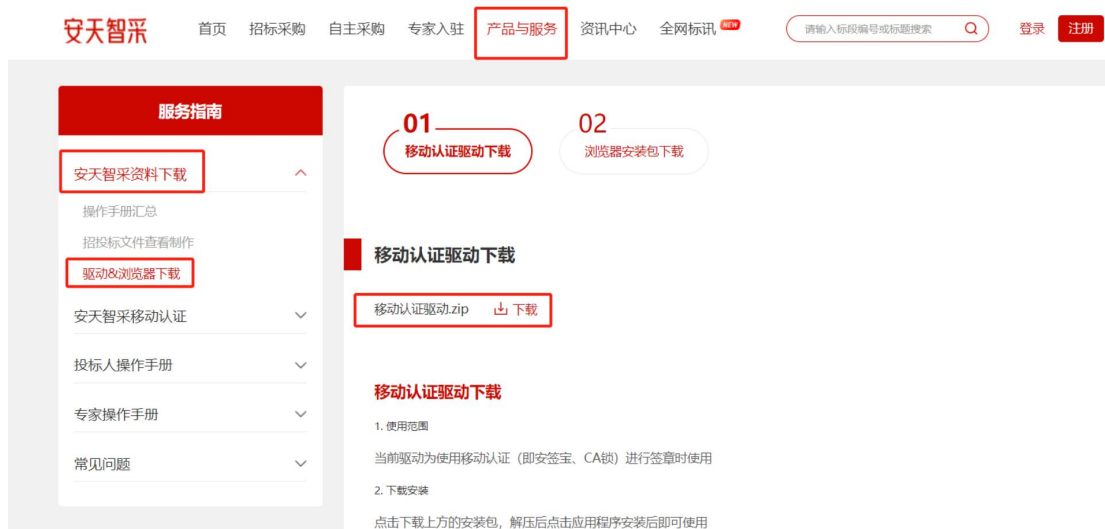 安天智采 首页 招标采购 自主采购 专家入驻 产品与服务 资讯中心 全网标讯 NEW 请输入标段编号或标题搜索 登录 注册
服务指南
安天智采资料下载
操作手册汇总
招投标文件查看制作
驱动&浏览器下载
安天智采移动认证
投标人操作手册
专家操作手册
常见问题
01 02
移动认证驱动下载 浏览器安装包下载
移动认证驱动下载
移动认证驱动.zip 下载
移动认证驱动下载
1. 使用范围
当前驱动为使用移动认证（即安签宝、CA锁）进行签章时使用
2. 下载安装
点击下载上方的安装包，解压后点击应用程序安装后即可使用